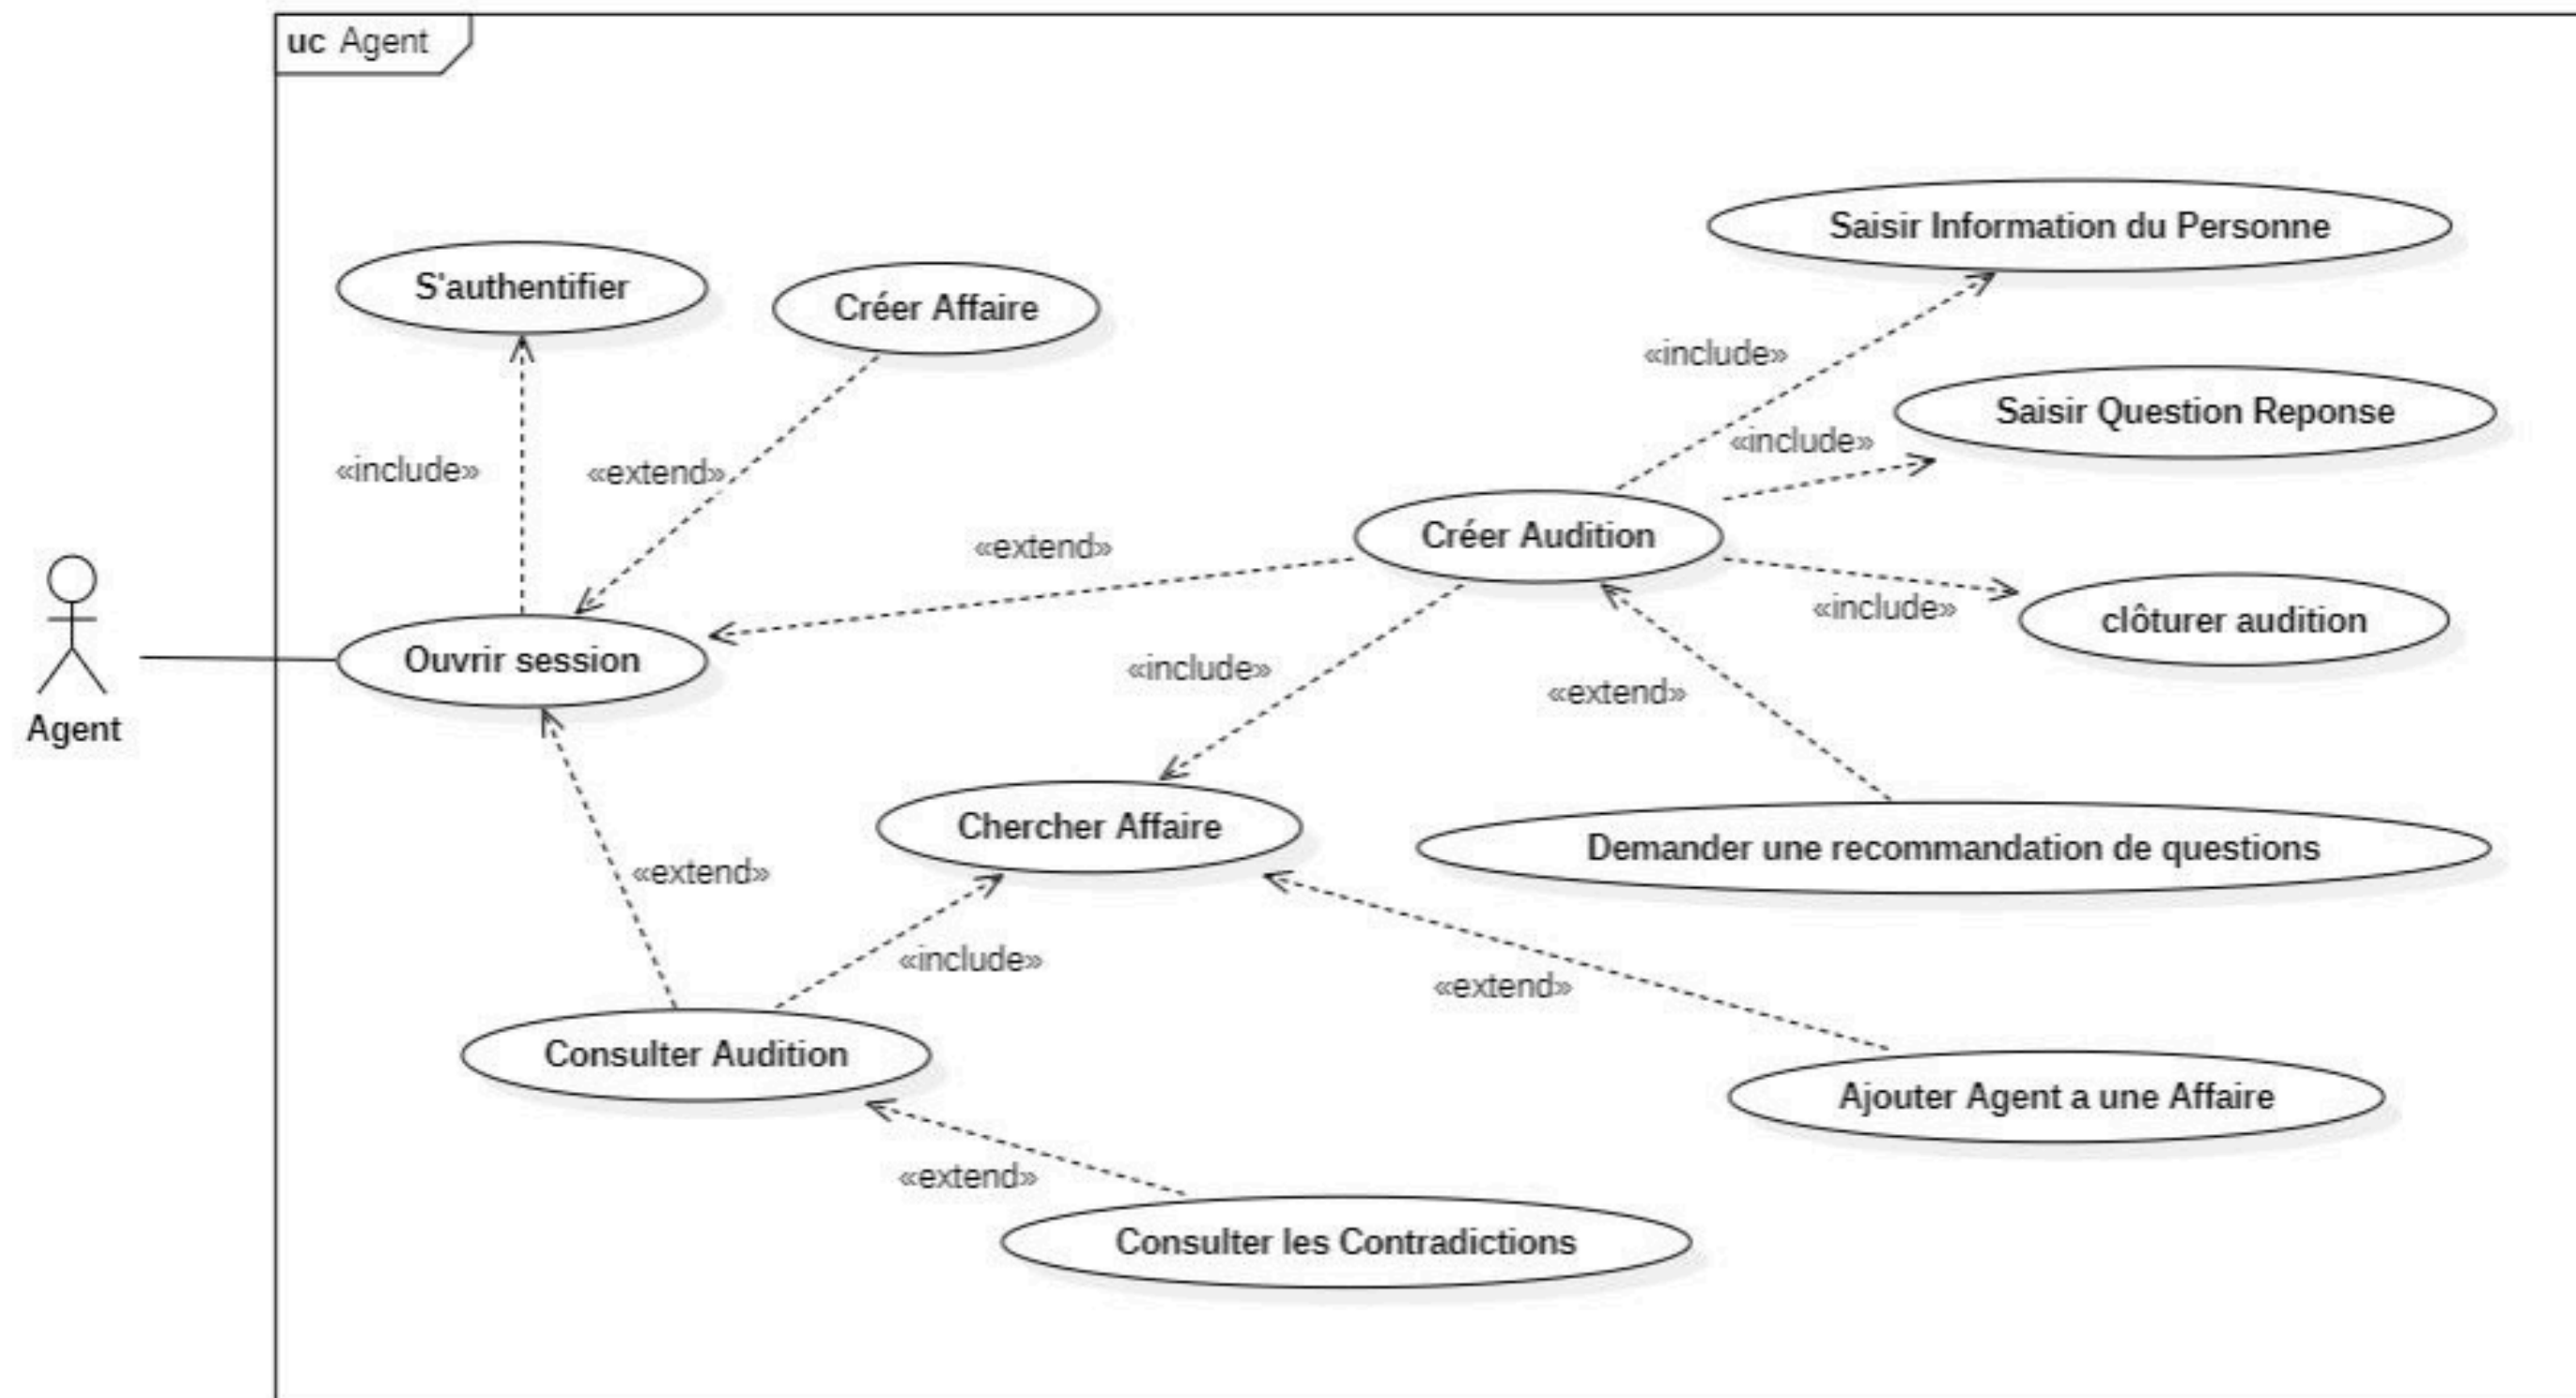 uc Agent
Saisir Information du Personne
S'authentifier
Créer Affaire
«include»
Saisir Question Reponse
«include»
«include»
«extend»
Créer Audition
«extend»
«include»
clôturer audition
Ouvrir session
«include»
«extend»
Agent
Chercher Affaire
Demander une recommandation de questions
«extend»
«include»
«extend»
Consulter Audition
Ajouter Agent a une Affaire
«extend»
Consulter les Contradictions